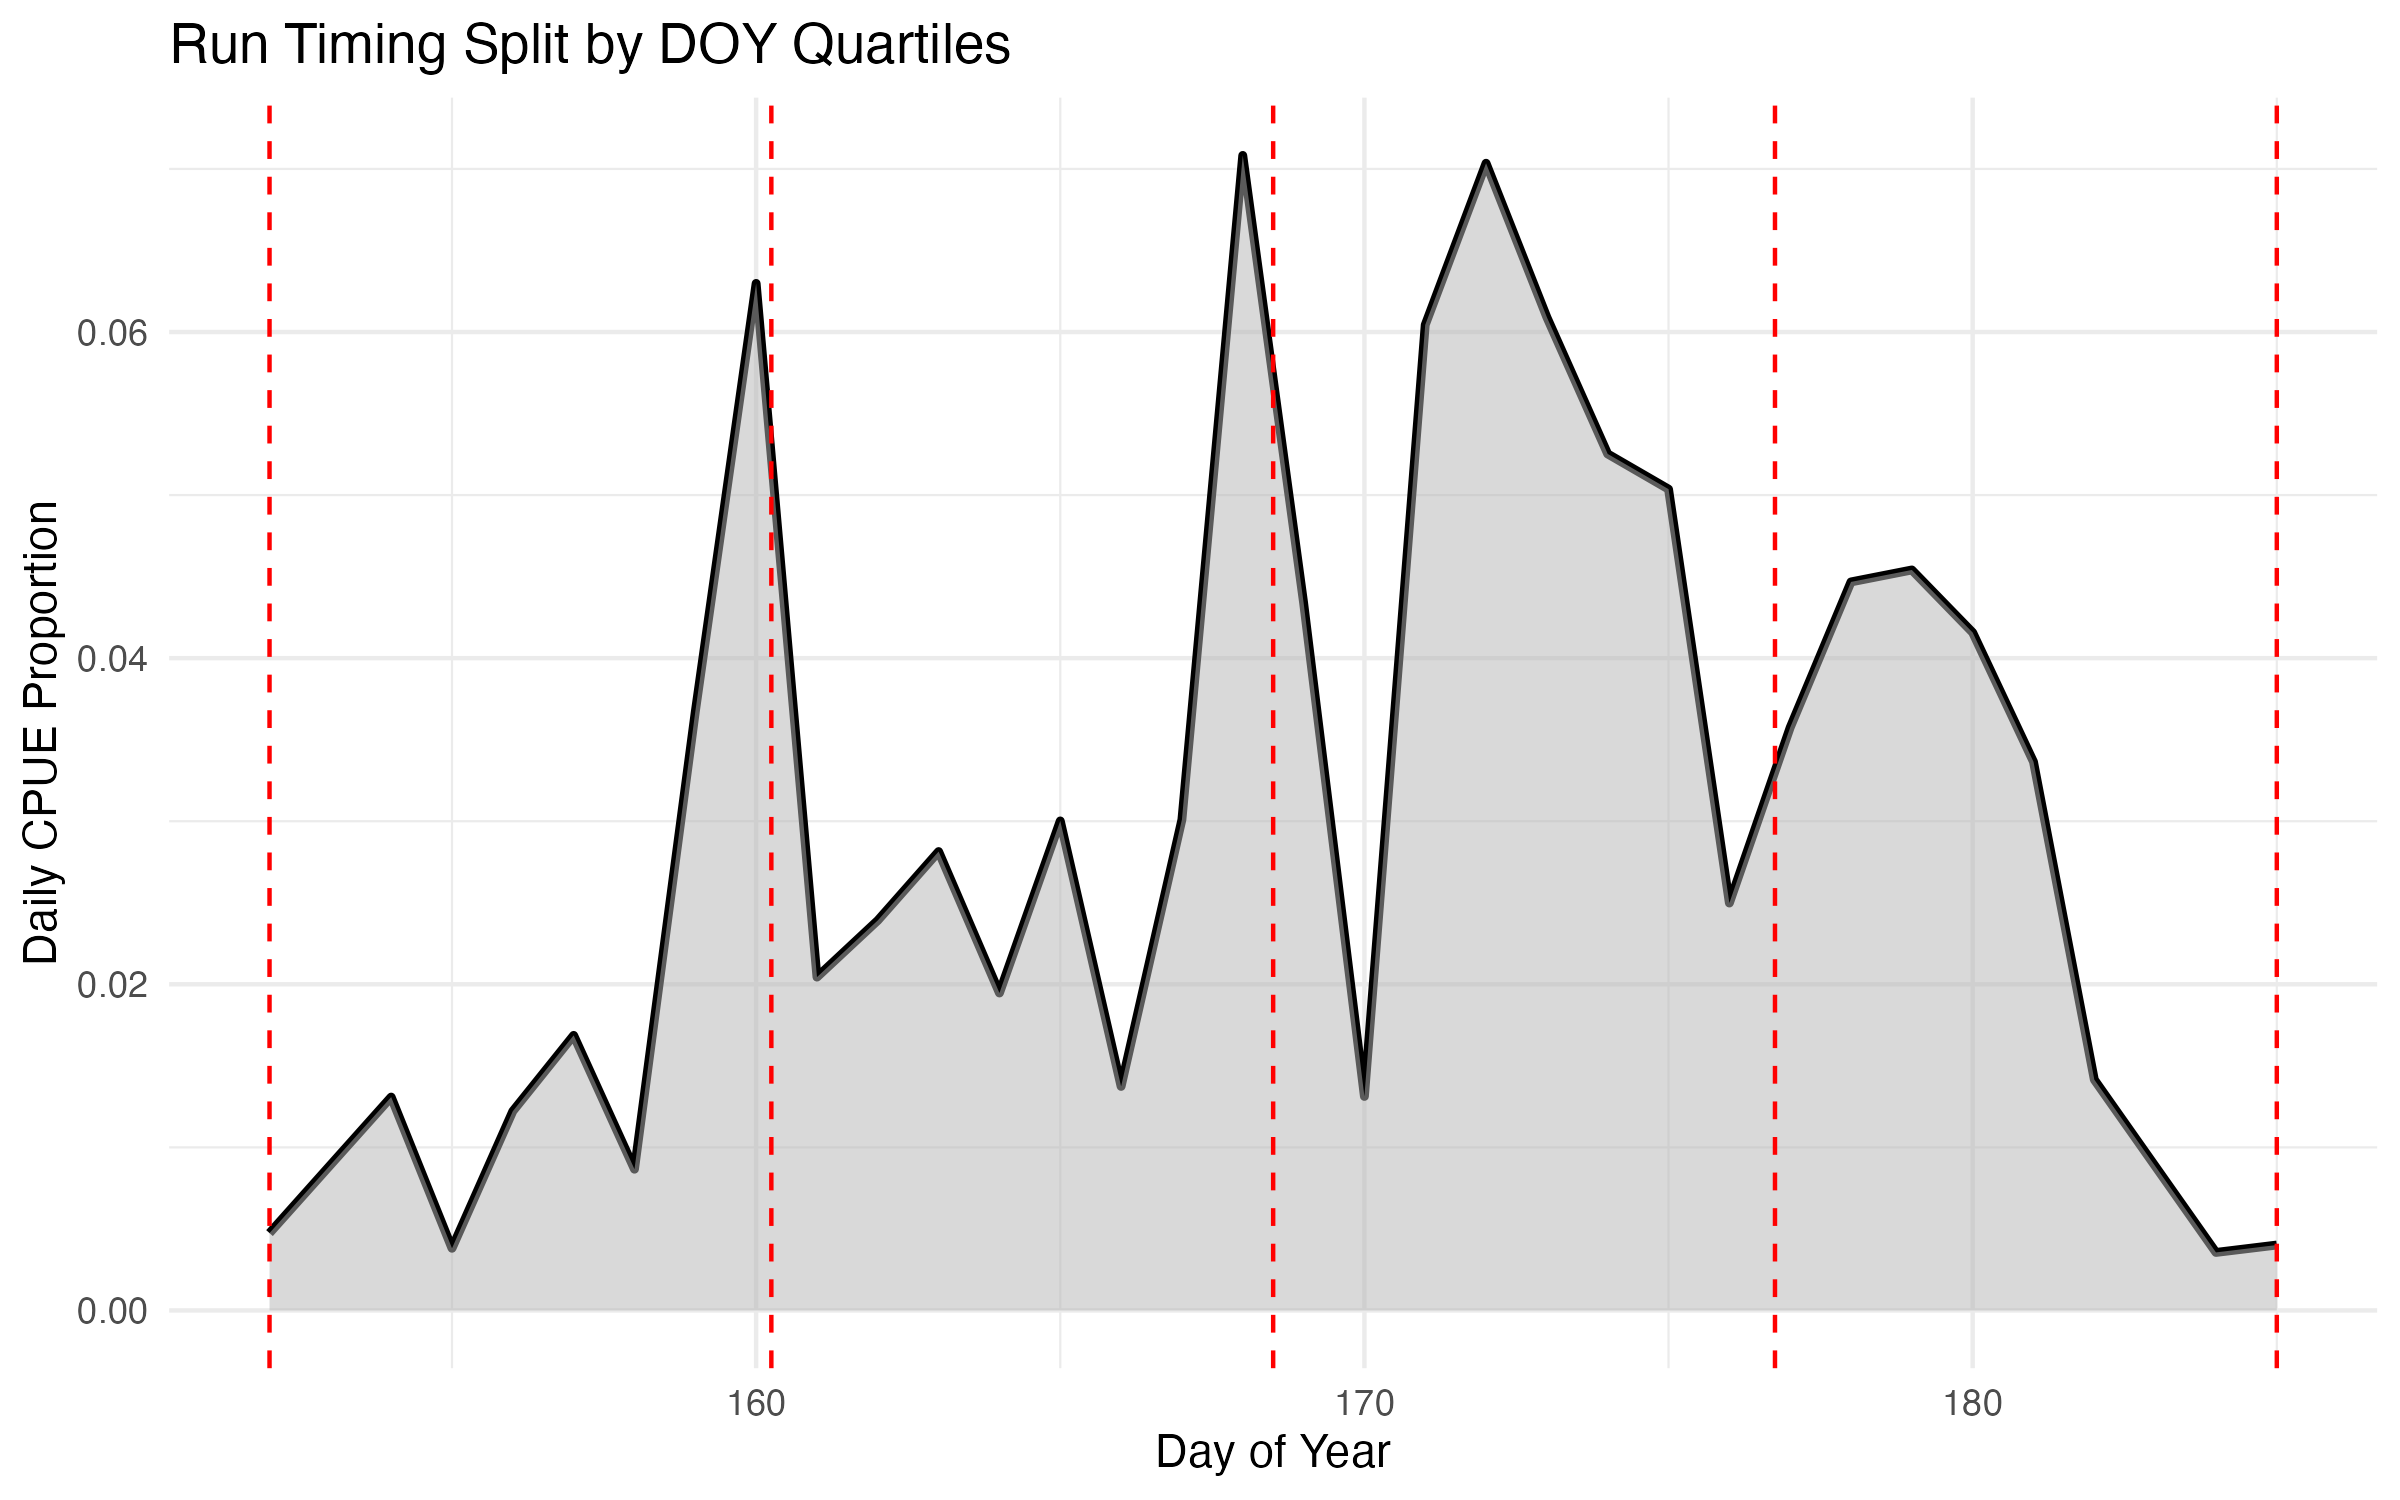 Run Timing Split by DOY Quartiles
Daily CPUE Proportion
0.06
0.04
0.02
0.00
160 170 180
Day of Year